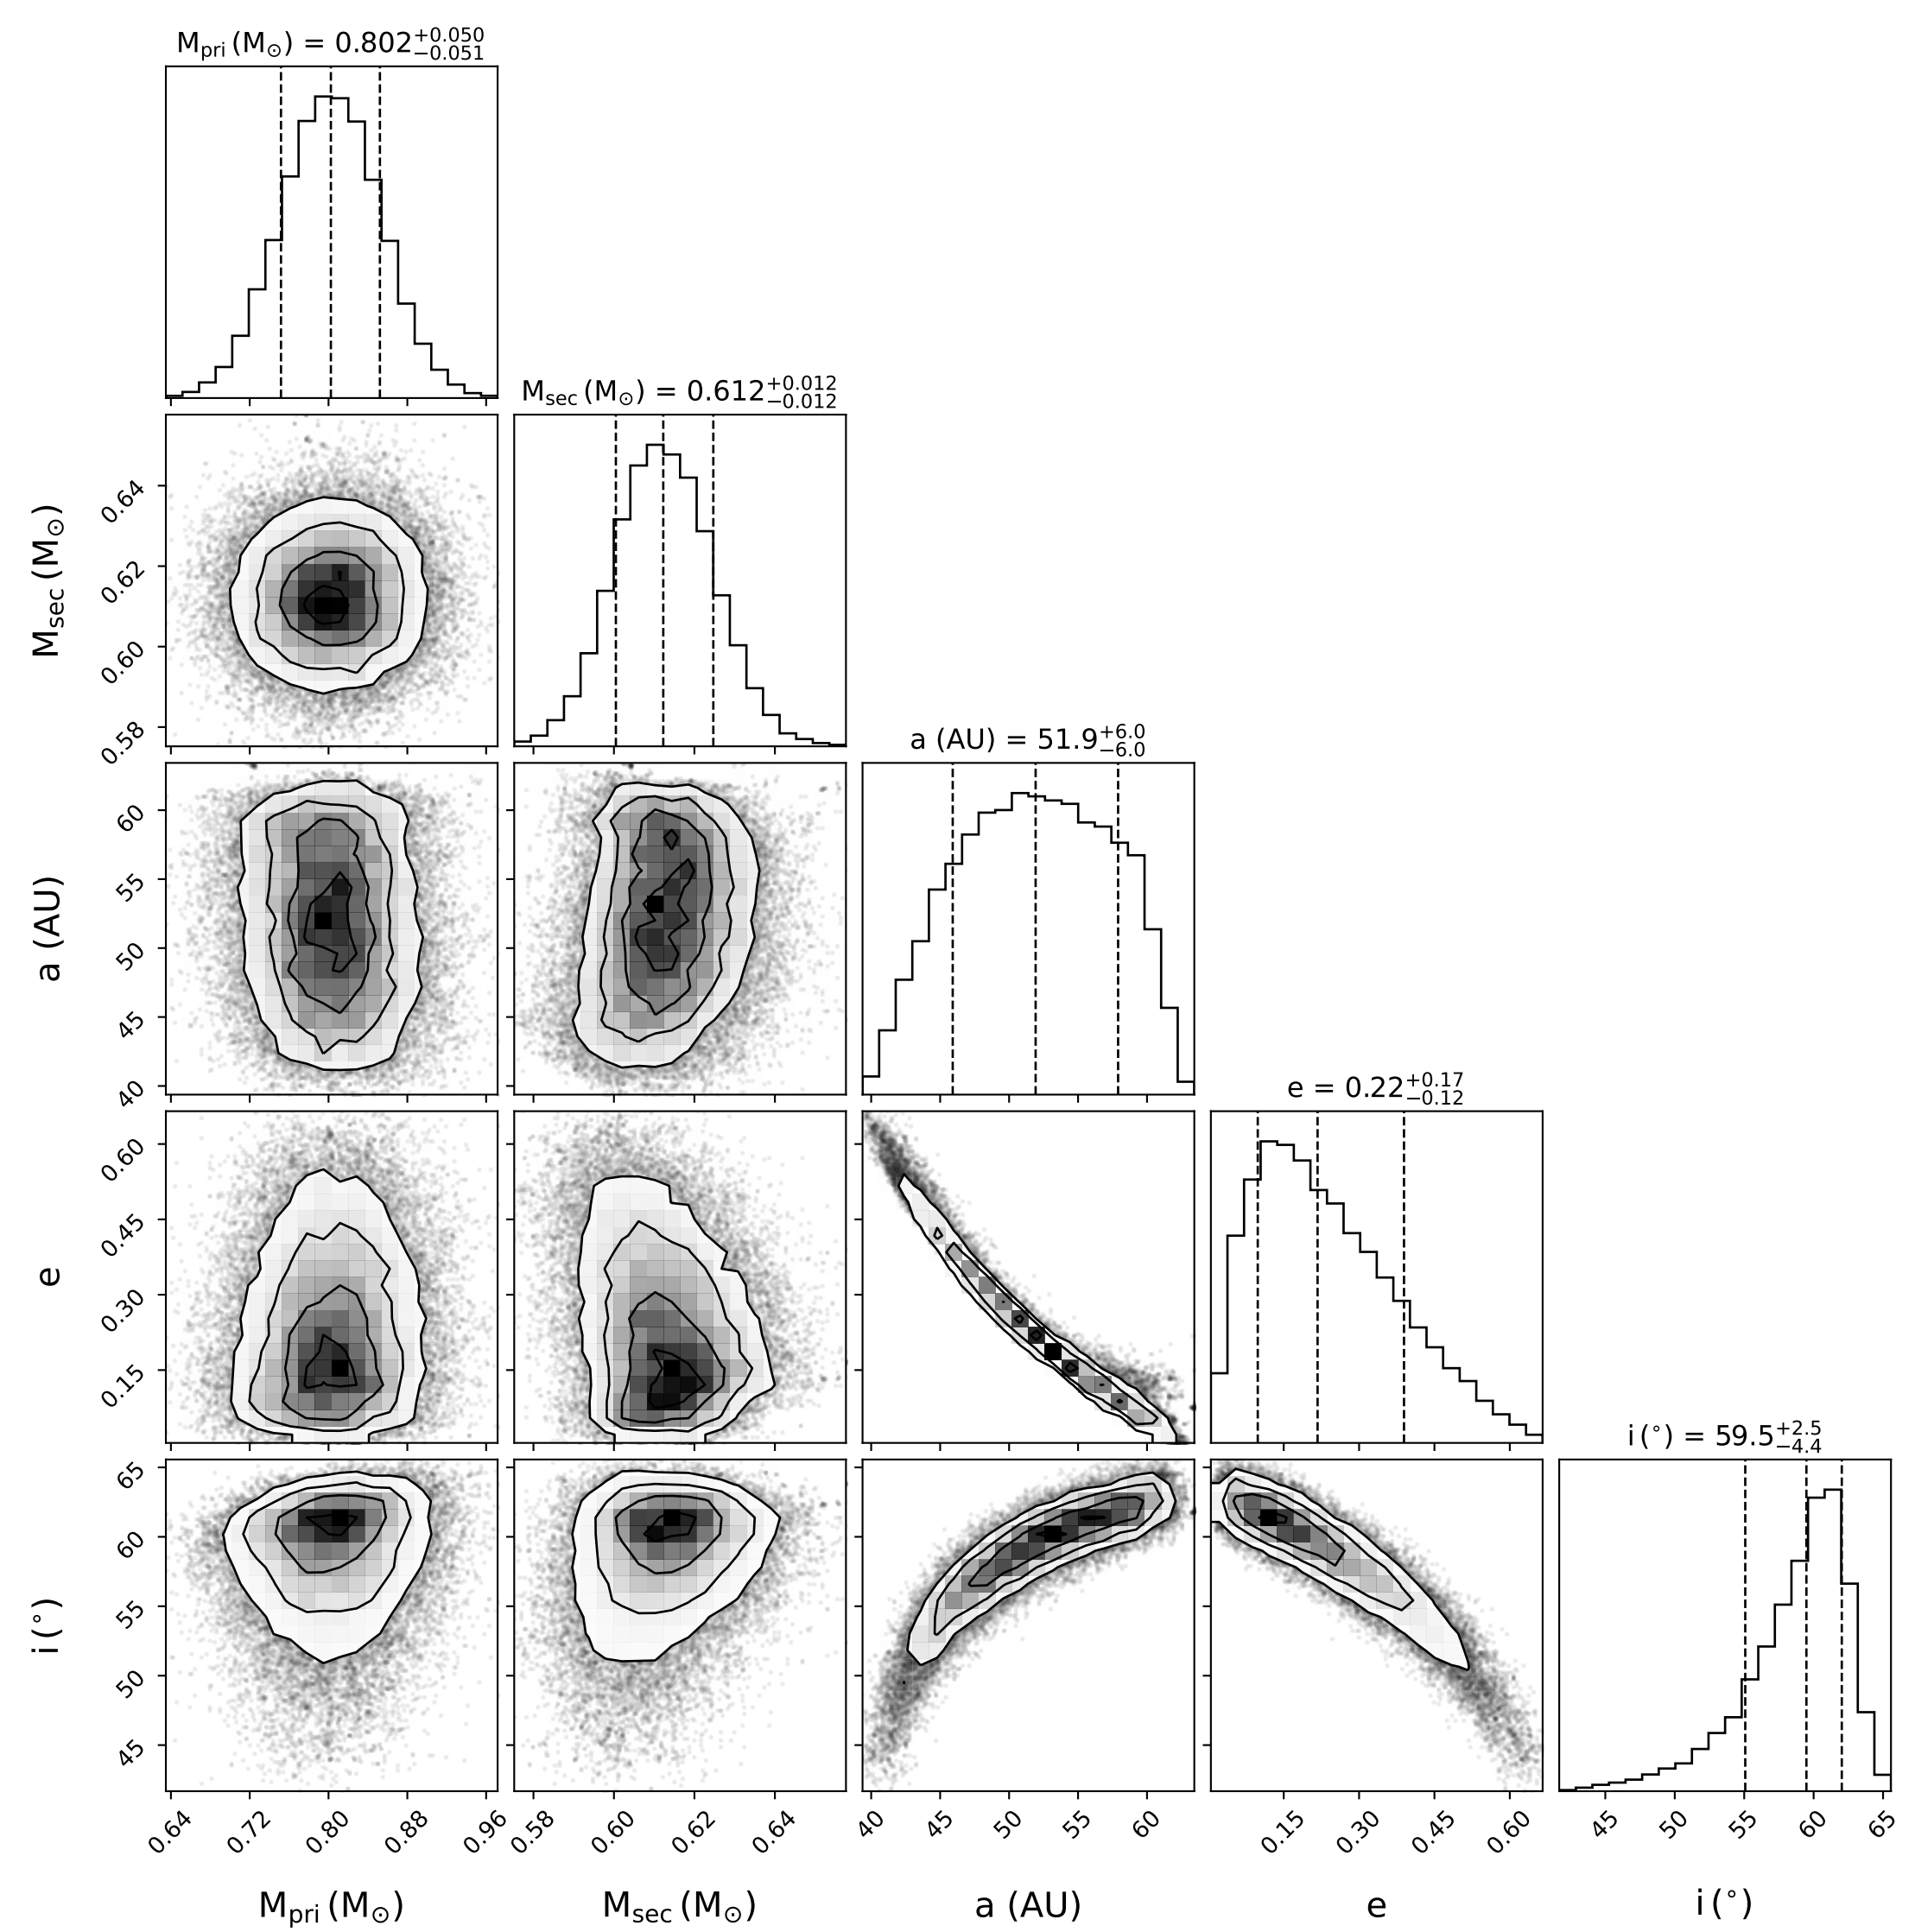 M_pri (M_⊙) = 0.802 +0.050 −0.051
M_sec (M_⊙) = 0.612 +0.012 −0.012
0.64
0.62
0.60
0.58
M_sec (M_⊙)
a (AU) = 51.9 +6.0 −6.0
60
55
50
45
40
a (AU)
e = 0.22 +0.17 −0.12
0.60
0.45
0.30
0.15
e
i (°) = 59.5 +2.5 −4.4
65
60
55
50
45
i (°)
0.64 0.72 0.80 0.88 0.96 0.58 0.60 0.62 0.64 40 45 50 55 60 0.15 0.30 0.45 0.60 45 50 55 60 65
M_pri (M_⊙) M_sec (M_⊙) a (AU) e i (°)